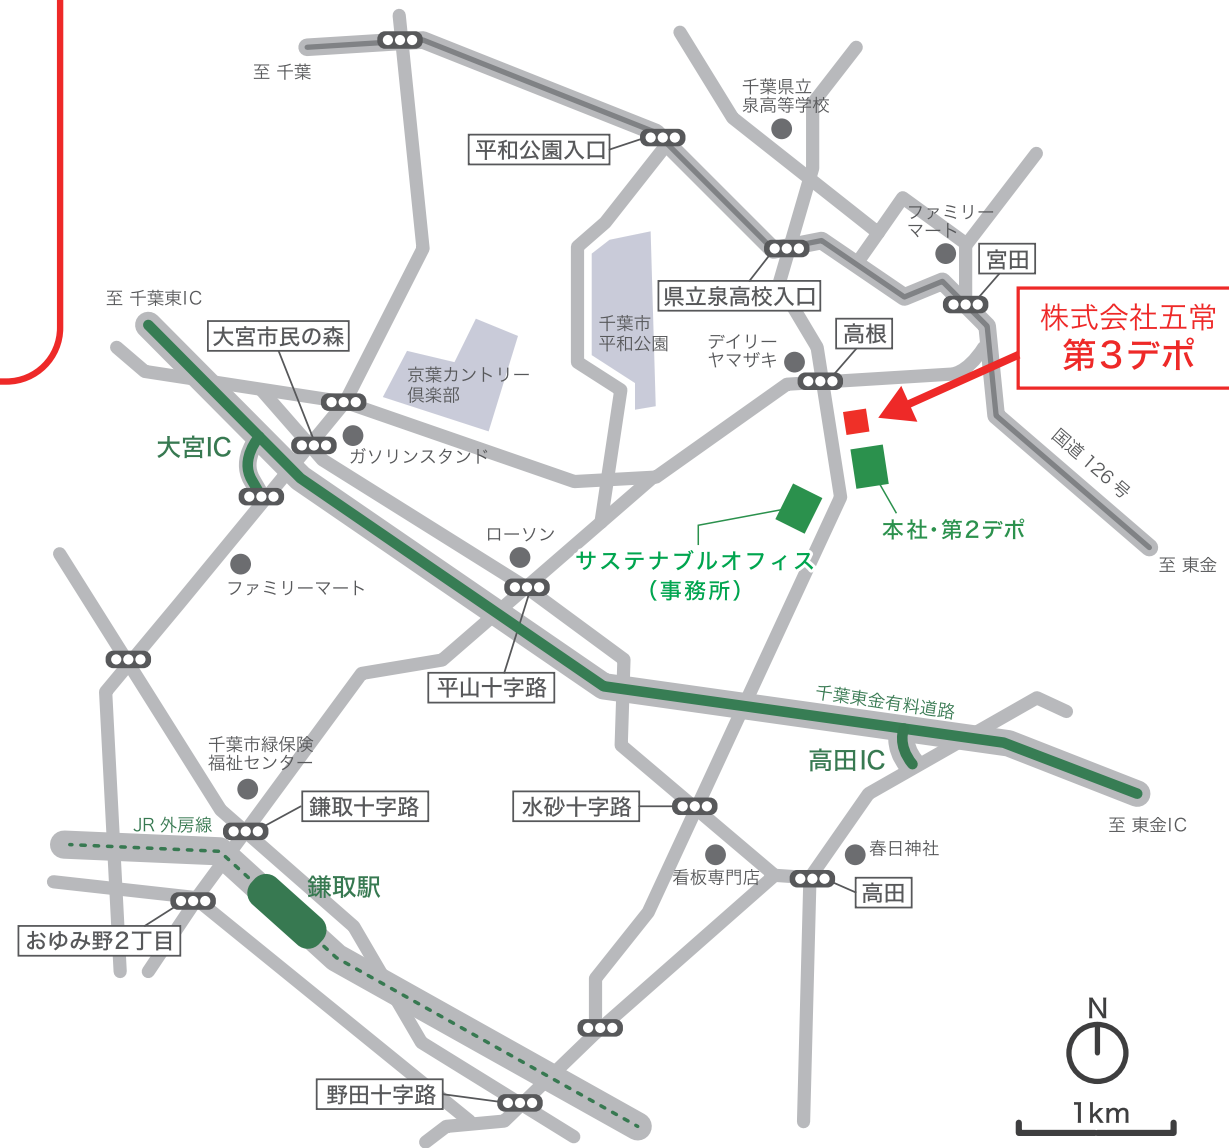 至 千葉
千葉県立
泉高等学校
平和公園入口
ファミリー
マート
宮田
県立泉高校入口
至 千葉東IC
大宮市民の森
千葉市
平和公園
デイリー
ヤマザキ
高根
株式会社五常
第3デポ
京葉カントリー
倶楽部
大宮IC
ガソリンスタンド
国道126号
本社・第2デポ
ローソン
サステナブルオフィス
(事務所)
至 東金
ファミリーマート
平山十字路
千葉東金有料道路
千葉市緑保険
福祉センター
高田IC
鎌取十字路
水砂十字路
JR 外房線
至 東金IC
春日神社
看板専門店
鎌取駅
高田
おゆみ野2丁目
N
野田十字路
1km